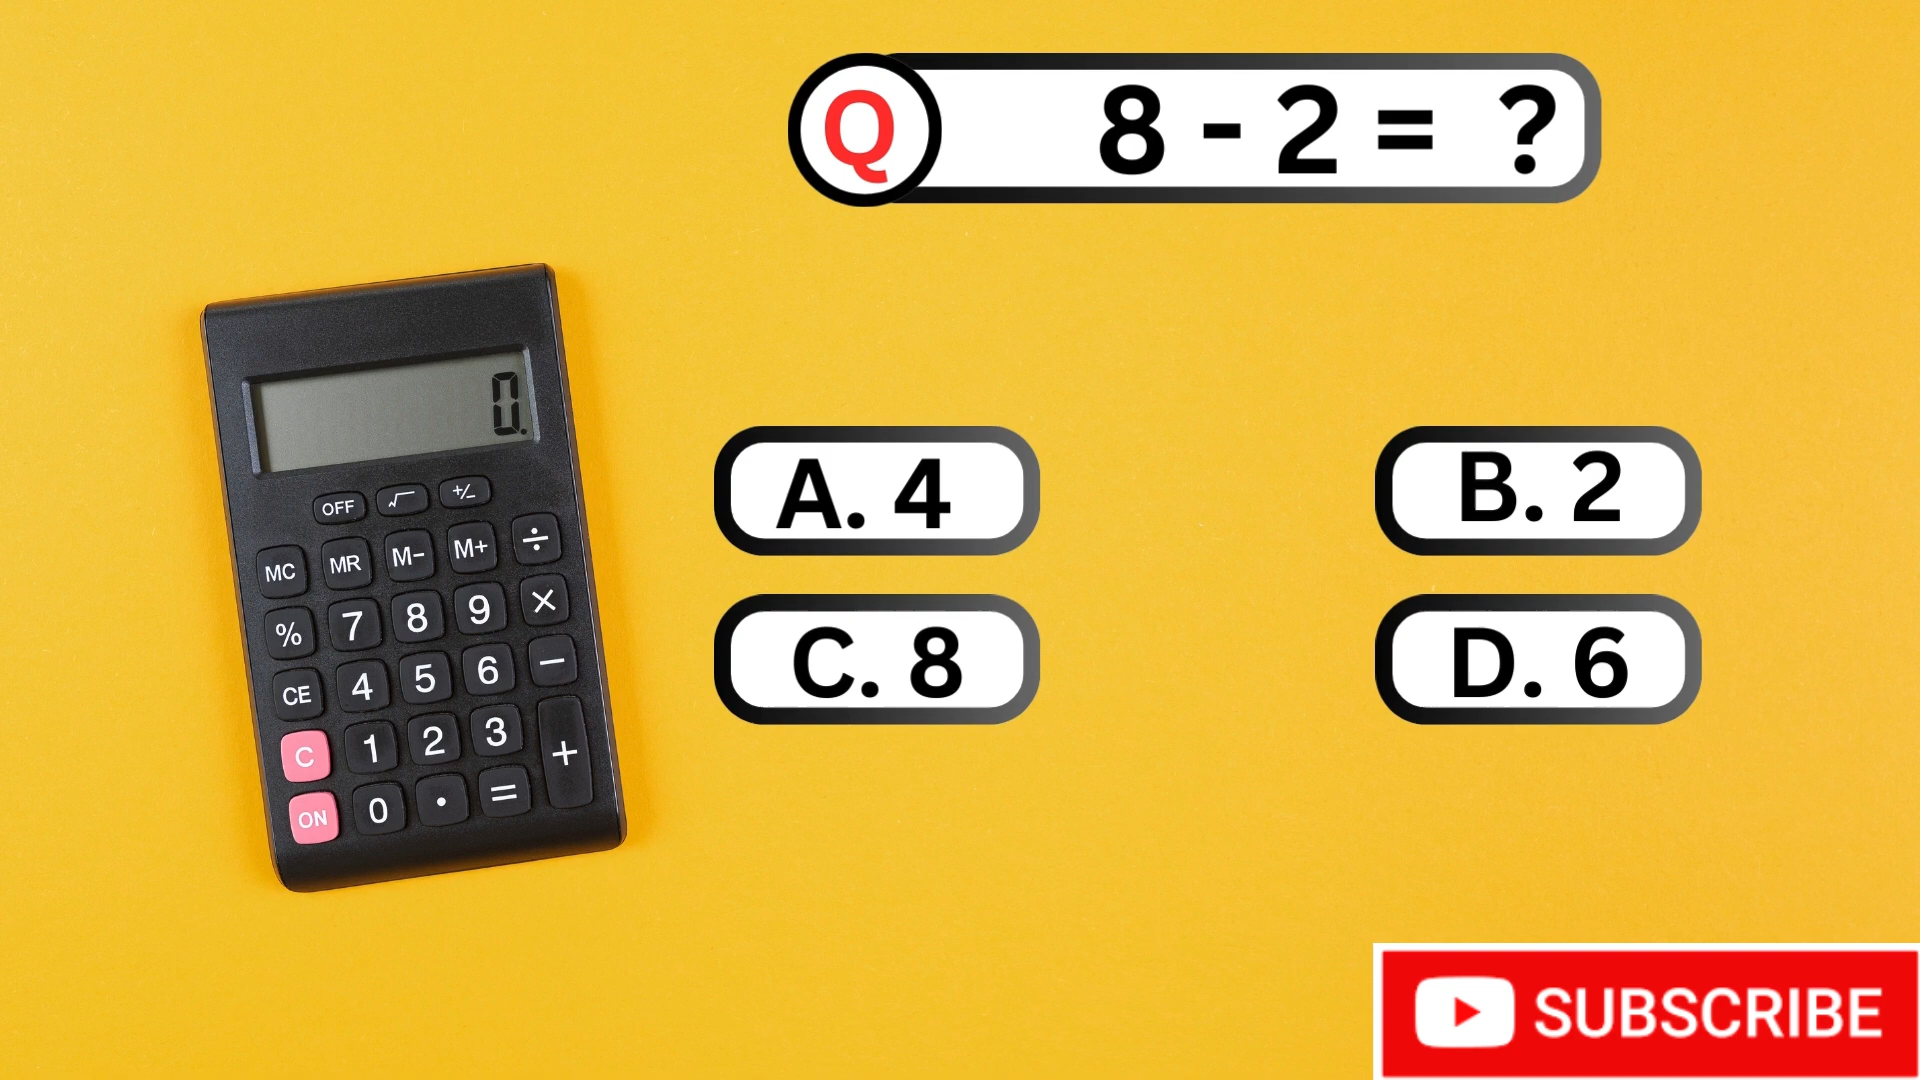 Q 8 - 2 = ?
0.
OFF √ +/−
MC MR M− M+ ÷
% 7 8 9 ×
CE 4 5 6 −
C 1 2 3 +
ON 0 . =
A. 4
B. 2
C. 8
D. 6
SUBSCRIBE